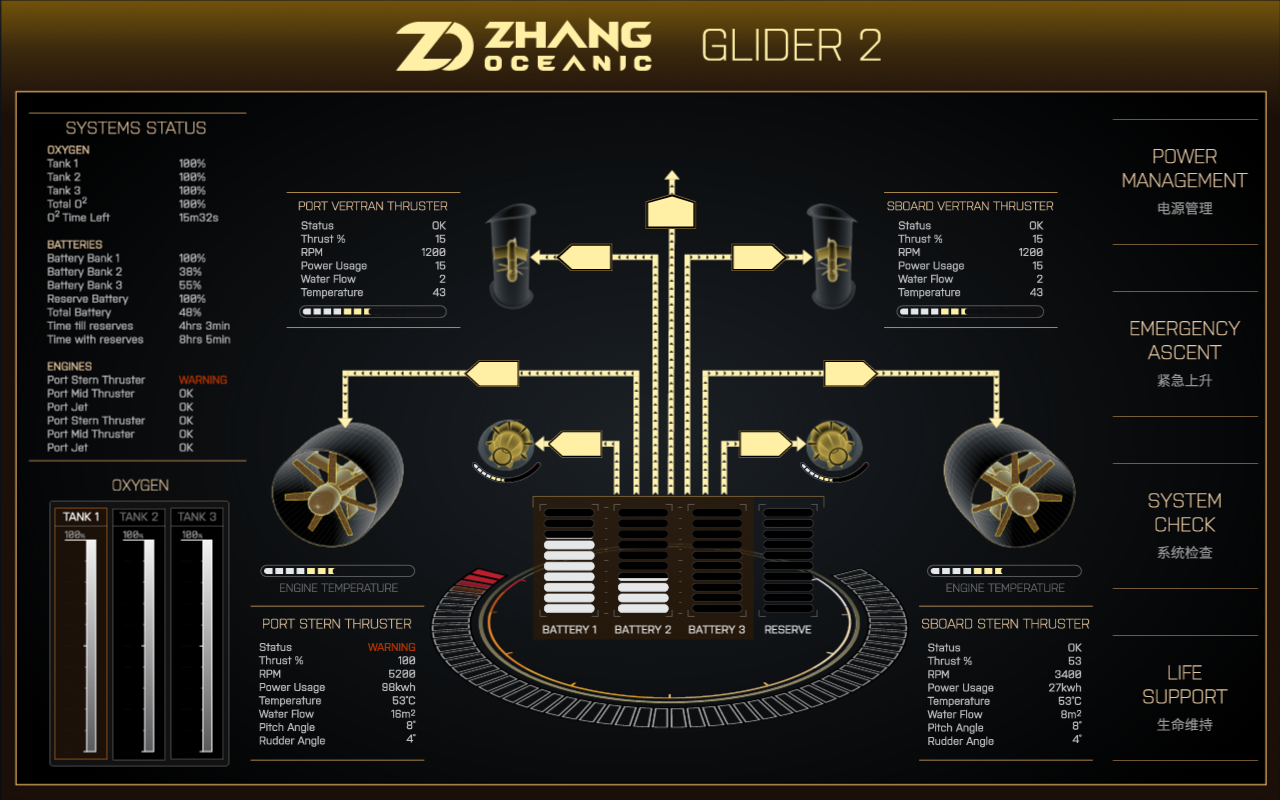 ZHANG
OCEANIC
GLIDER 2
SYSTEMS STATUS
OXYGEN
Tank 1 100%
Tank 2 100%
Tank 3 100%
Total O² 100%
O² Time Left 15m32s
BATTERIES
Battery Bank 1 100%
Battery Bank 2 38%
Battery Bank 3 55%
Reserve Battery 100%
Total Battery 48%
Time till reserves 4hrs 3min
Time with reserves 8hrs 5min
ENGINES
Port Stern Thruster WARNING
Port Mid Thruster OK
Port Jet OK
Port Stern Thruster OK
Port Mid Thruster OK
Port Jet OK
OXYGEN
TANK 1 TANK 2 TANK 3
100% 100% 100%
PORT VERTRAN THRUSTER
Status OK
Thrust % 15
RPM 1200
Power Usage 15
Water Flow 2
Temperature 43
SBOARD VERTRAN THRUSTER
Status OK
Thrust % 15
RPM 1200
Power Usage 15
Water Flow 2
Temperature 43
ENGINE TEMPERATURE
PORT STERN THRUSTER
Status WARNING
Thrust % 100
RPM 5200
Power Usage 98kwh
Temperature 53°C
Water Flow 16m²
Pitch Angle 8°
Rudder Angle 4°
BATTERY 1 BATTERY 2 BATTERY 3 RESERVE
ENGINE TEMPERATURE
SBOARD STERN THRUSTER
Status OK
Thrust % 53
RPM 3400
Power Usage 27kwh
Temperature 53°C
Water Flow 8m²
Pitch Angle 8°
Rudder Angle 4°
POWER
MANAGEMENT
电源管理
EMERGENCY
ASCENT
紧急上升
SYSTEM
CHECK
系统检查
LIFE
SUPPORT
生命维持